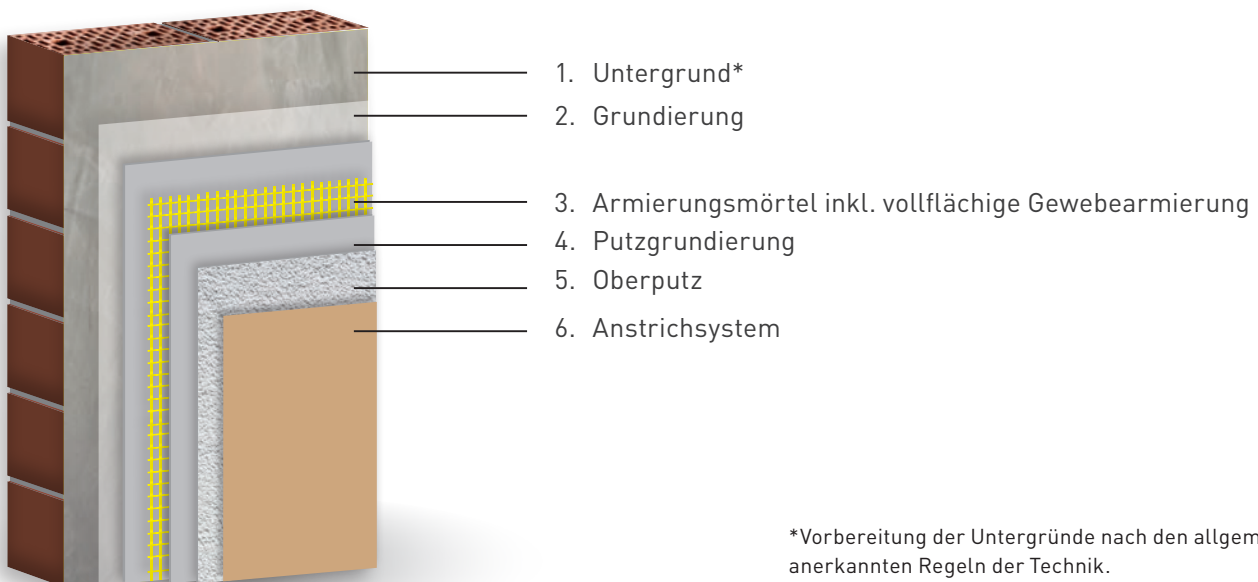 1. Untergrund*
2. Grundierung
3. Armierungsmörtel inkl. vollflächige Gewebearmierung
4. Putzgrundierung
5. Oberputz
6. Anstrichsystem
*Vorbereitung der Untergründe nach den allgem
anerkannten Regeln der Technik.